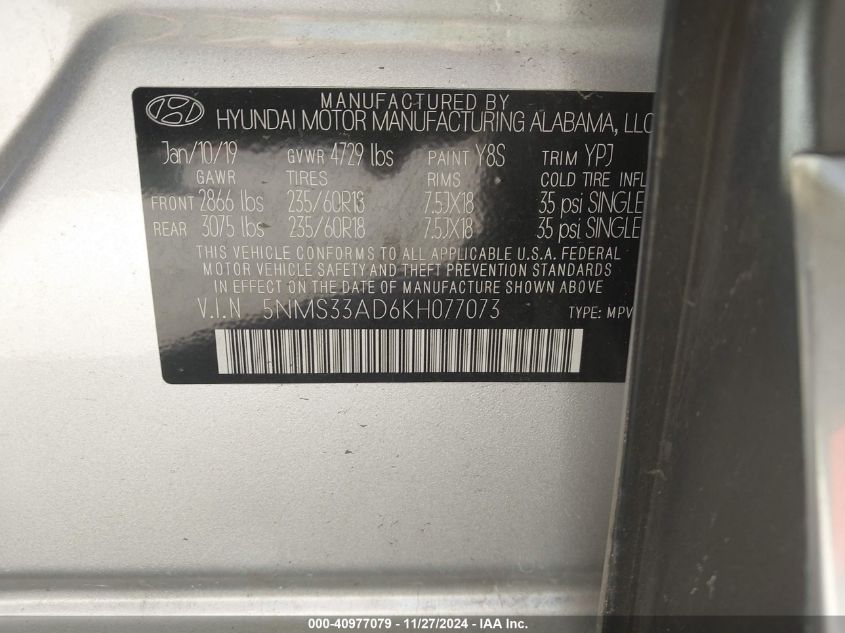 MANUFACTURED BY
HYUNDAI MOTOR MANUFACTURING ALABAMA, LLC
Jan/10/19 GVWR 4729 lbs PAINT Y8S TRIM YPJ
GAWR TIRES RIMS COLD TIRE INFL
FRONT 2866 lbs 235/60R18 7.5JX18 35 psi SINGLE
REAR 3075 lbs 235/60R18 7.5JX18 35 psi SINGLE
THIS VEHICLE CONFORMS TO ALL APPLICABLE U.S.A. FEDERAL
MOTOR VEHICLE SAFETY AND THEFT PREVENTION STANDARDS
IN EFFECT ON THE DATE OF MANUFACTURE SHOWN ABOVE
V.I.N 5NMS33AD6KH077073 TYPE: MPV
000-40977079 - 11/27/2024 - IAA Inc.